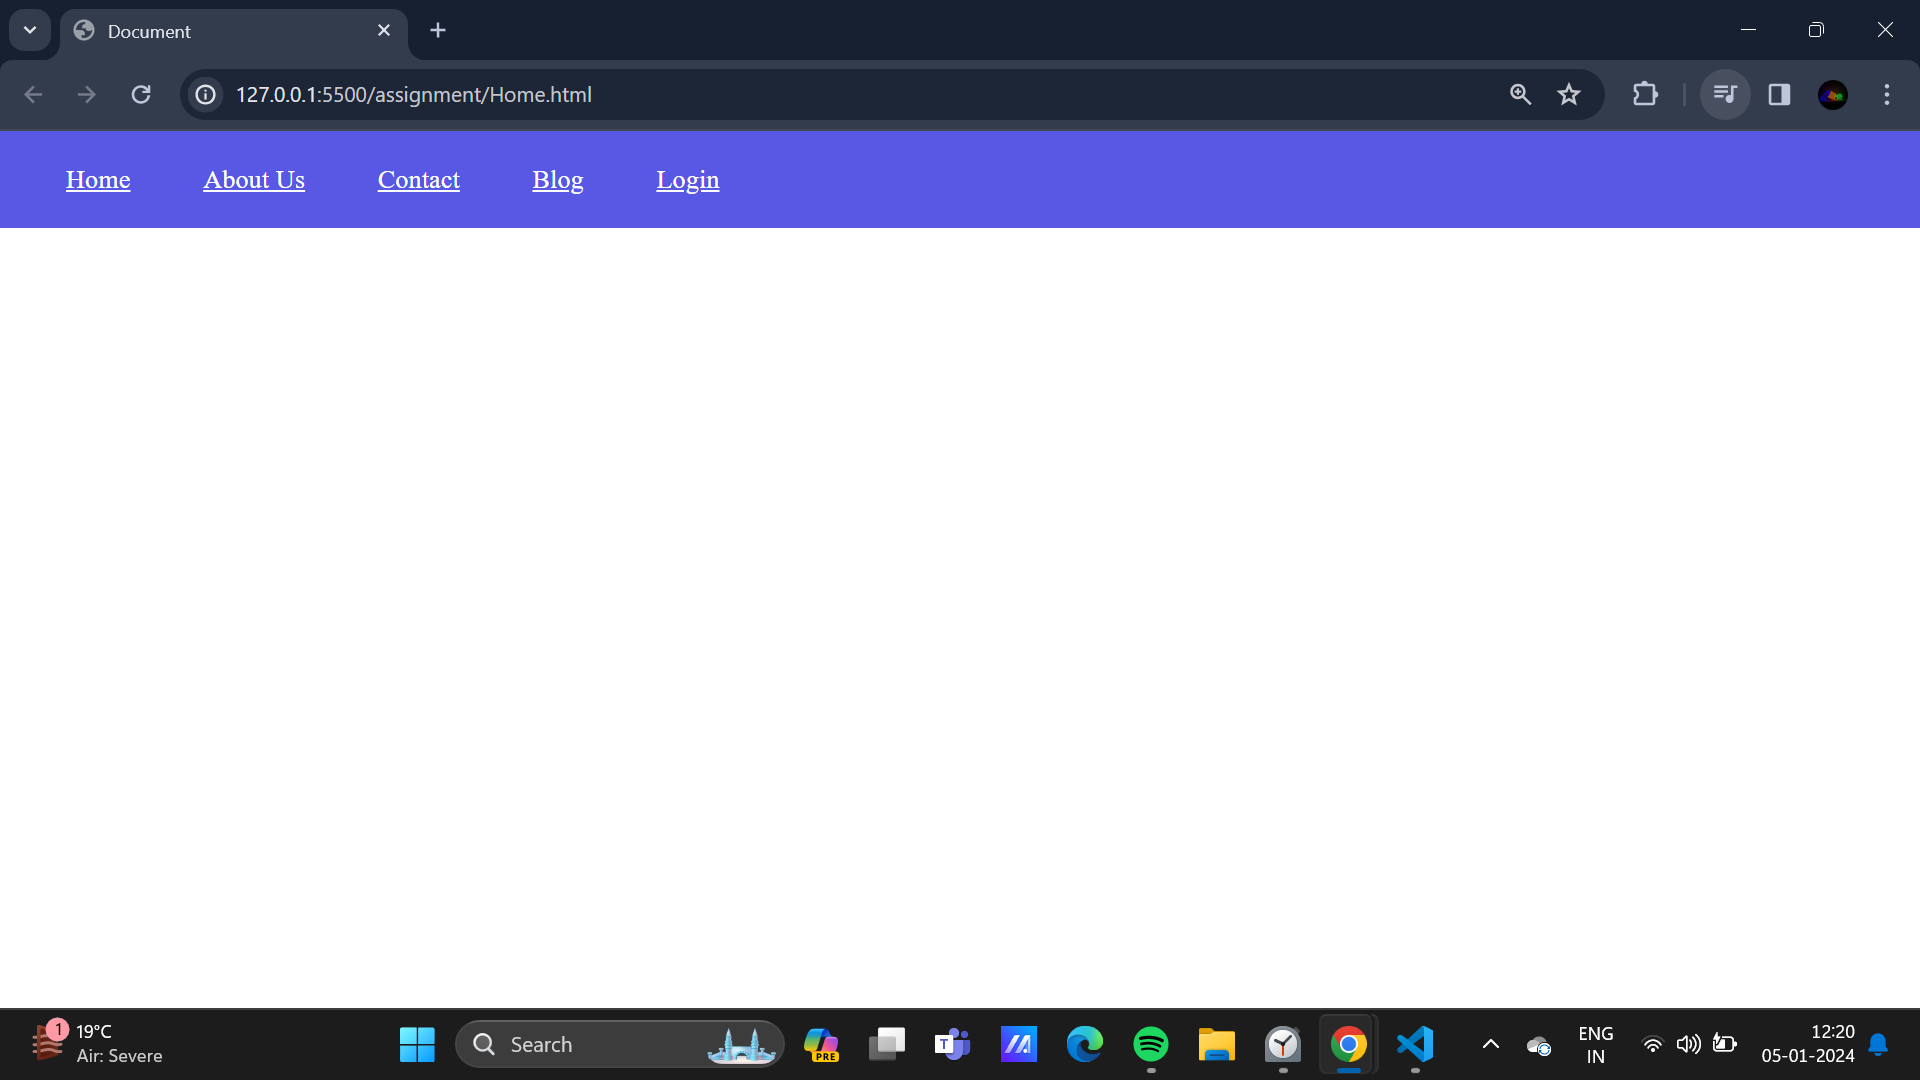 Document
127.0.0.1:5500/assignment/Home.html
Home About Us Contact Blog Login
1
19°C
Air: Severe
Search
PRE
T
ENG
IN
12:20
05-01-2024